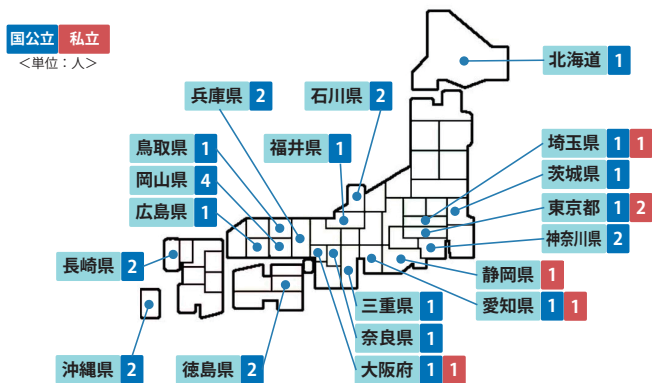 国公立 私立
＜単位：人＞
北海道 1
兵庫県 2
石川県 2
鳥取県 1
福井県 1
埼玉県 1 1
岡山県 4
茨城県 1
広島県 1
東京都 1 2
神奈川県 2
長崎県 2
静岡県 1
三重県 1
愛知県 1 1
奈良県 1
沖縄県 2
徳島県 2
大阪府 1 1